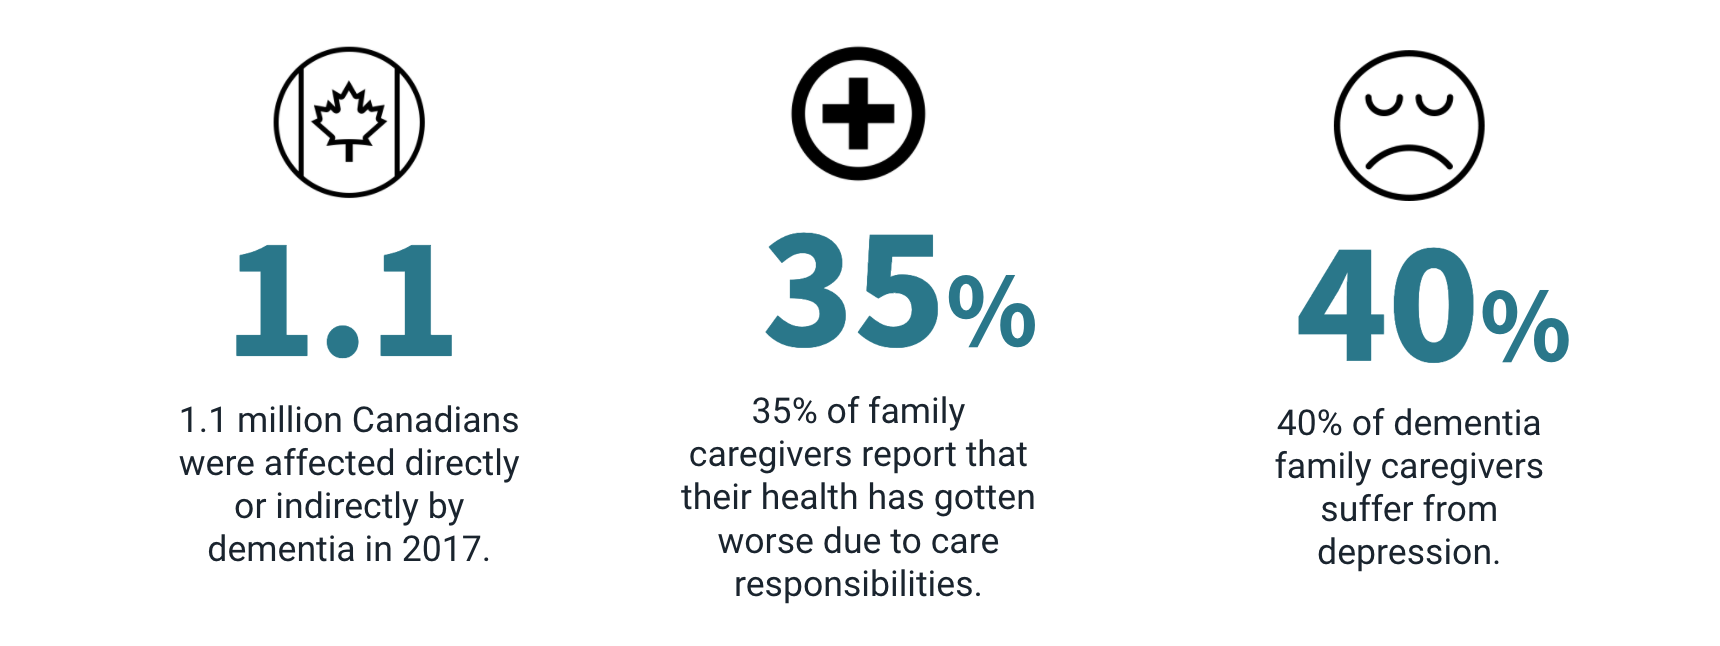 1.1
1.1 million Canadians
were affected directly
or indirectly by
dementia in 2017.
35%
35% of family
caregivers report that
their health has gotten
worse due to care
responsibilities.
40%
40% of dementia
family caregivers
suffer from
depression.